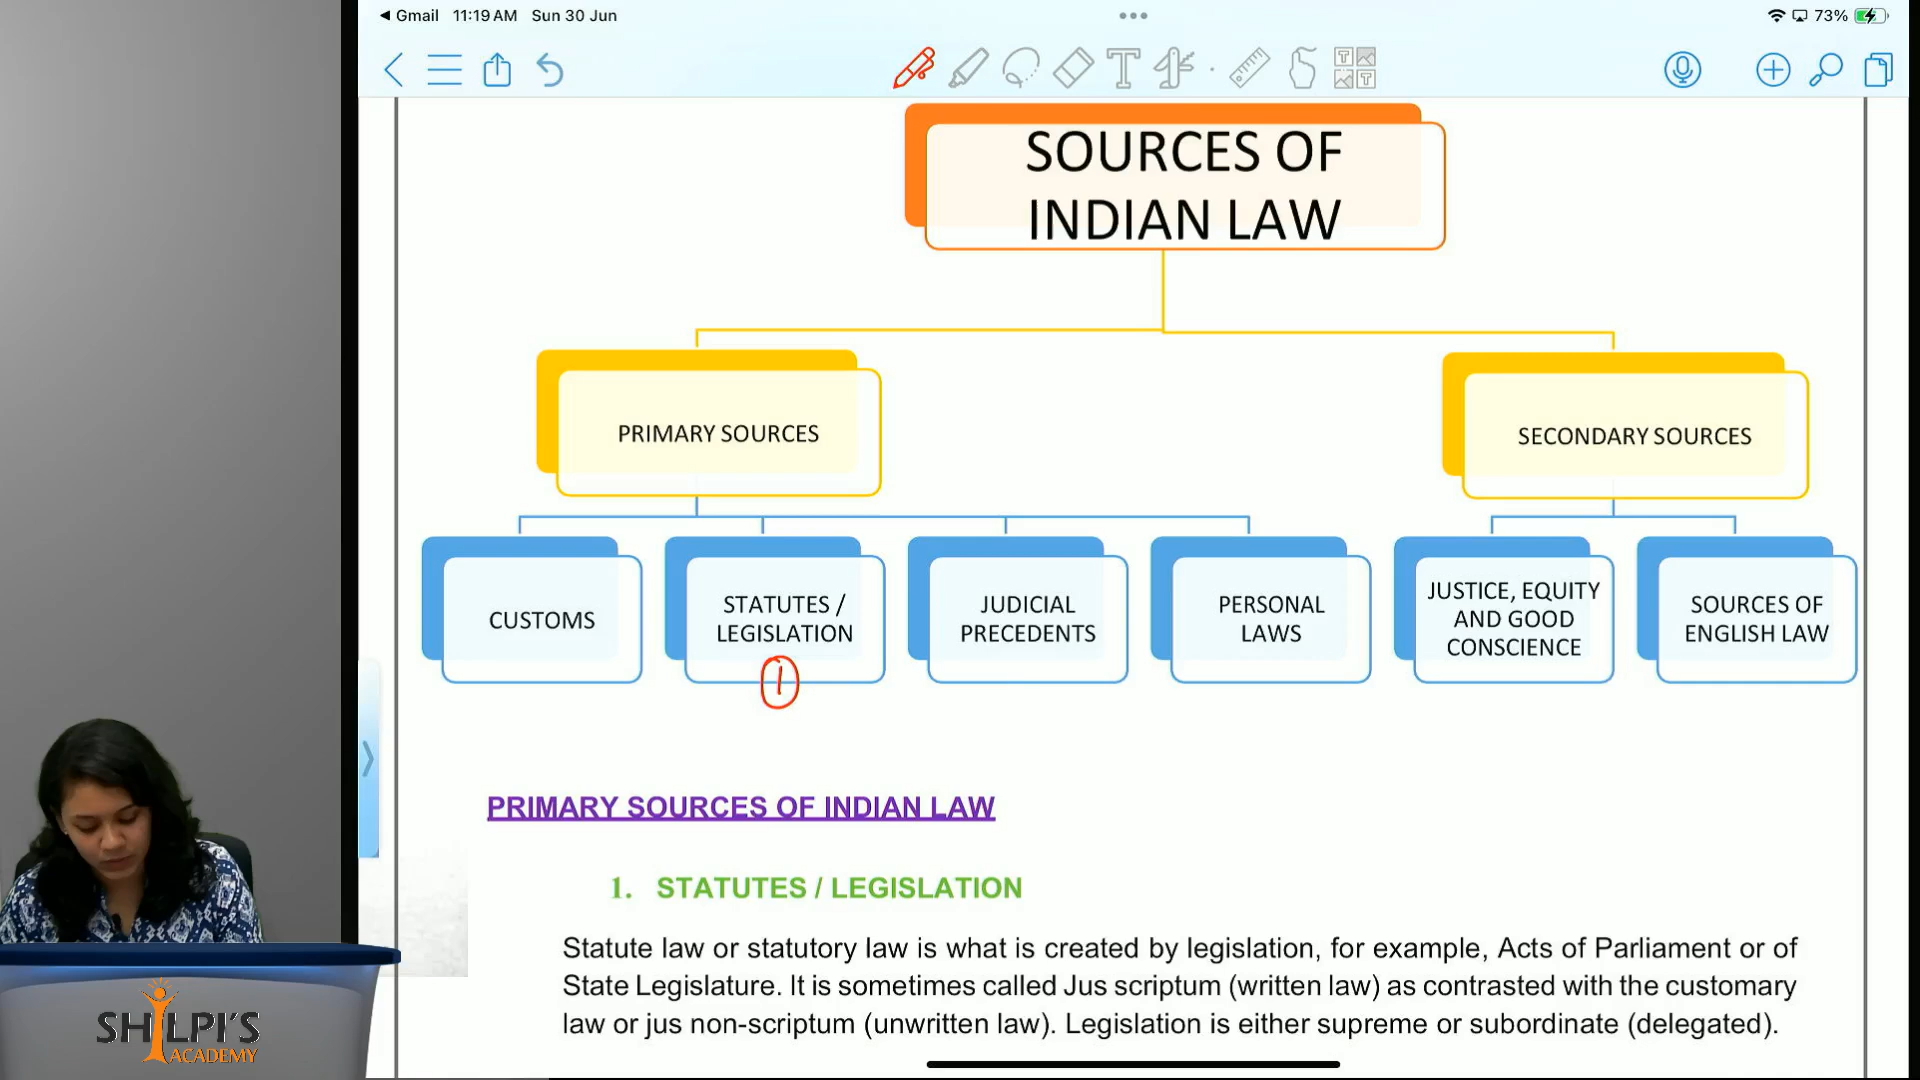 Gmail 11:19 AM Sun 30 Jun
73%
SOURCES OF
INDIAN LAW
PRIMARY SOURCES
SECONDARY SOURCES
CUSTOMS
STATUTES /
LEGISLATION
JUDICIAL
PRECEDENTS
PERSONAL
LAWS
JUSTICE, EQUITY
AND GOOD
CONSCIENCE
SOURCES OF
ENGLISH LAW
1
PRIMARY SOURCES OF INDIAN LAW
1. STATUTES / LEGISLATION
Statute law or statutory law is what is created by legislation, for example, Acts of Parliament or of
State Legislature. It is sometimes called Jus scriptum (written law) as contrasted with the customary
law or jus non-scriptum (unwritten law). Legislation is either supreme or subordinate (delegated).
SHILPI'S
ACADEMY